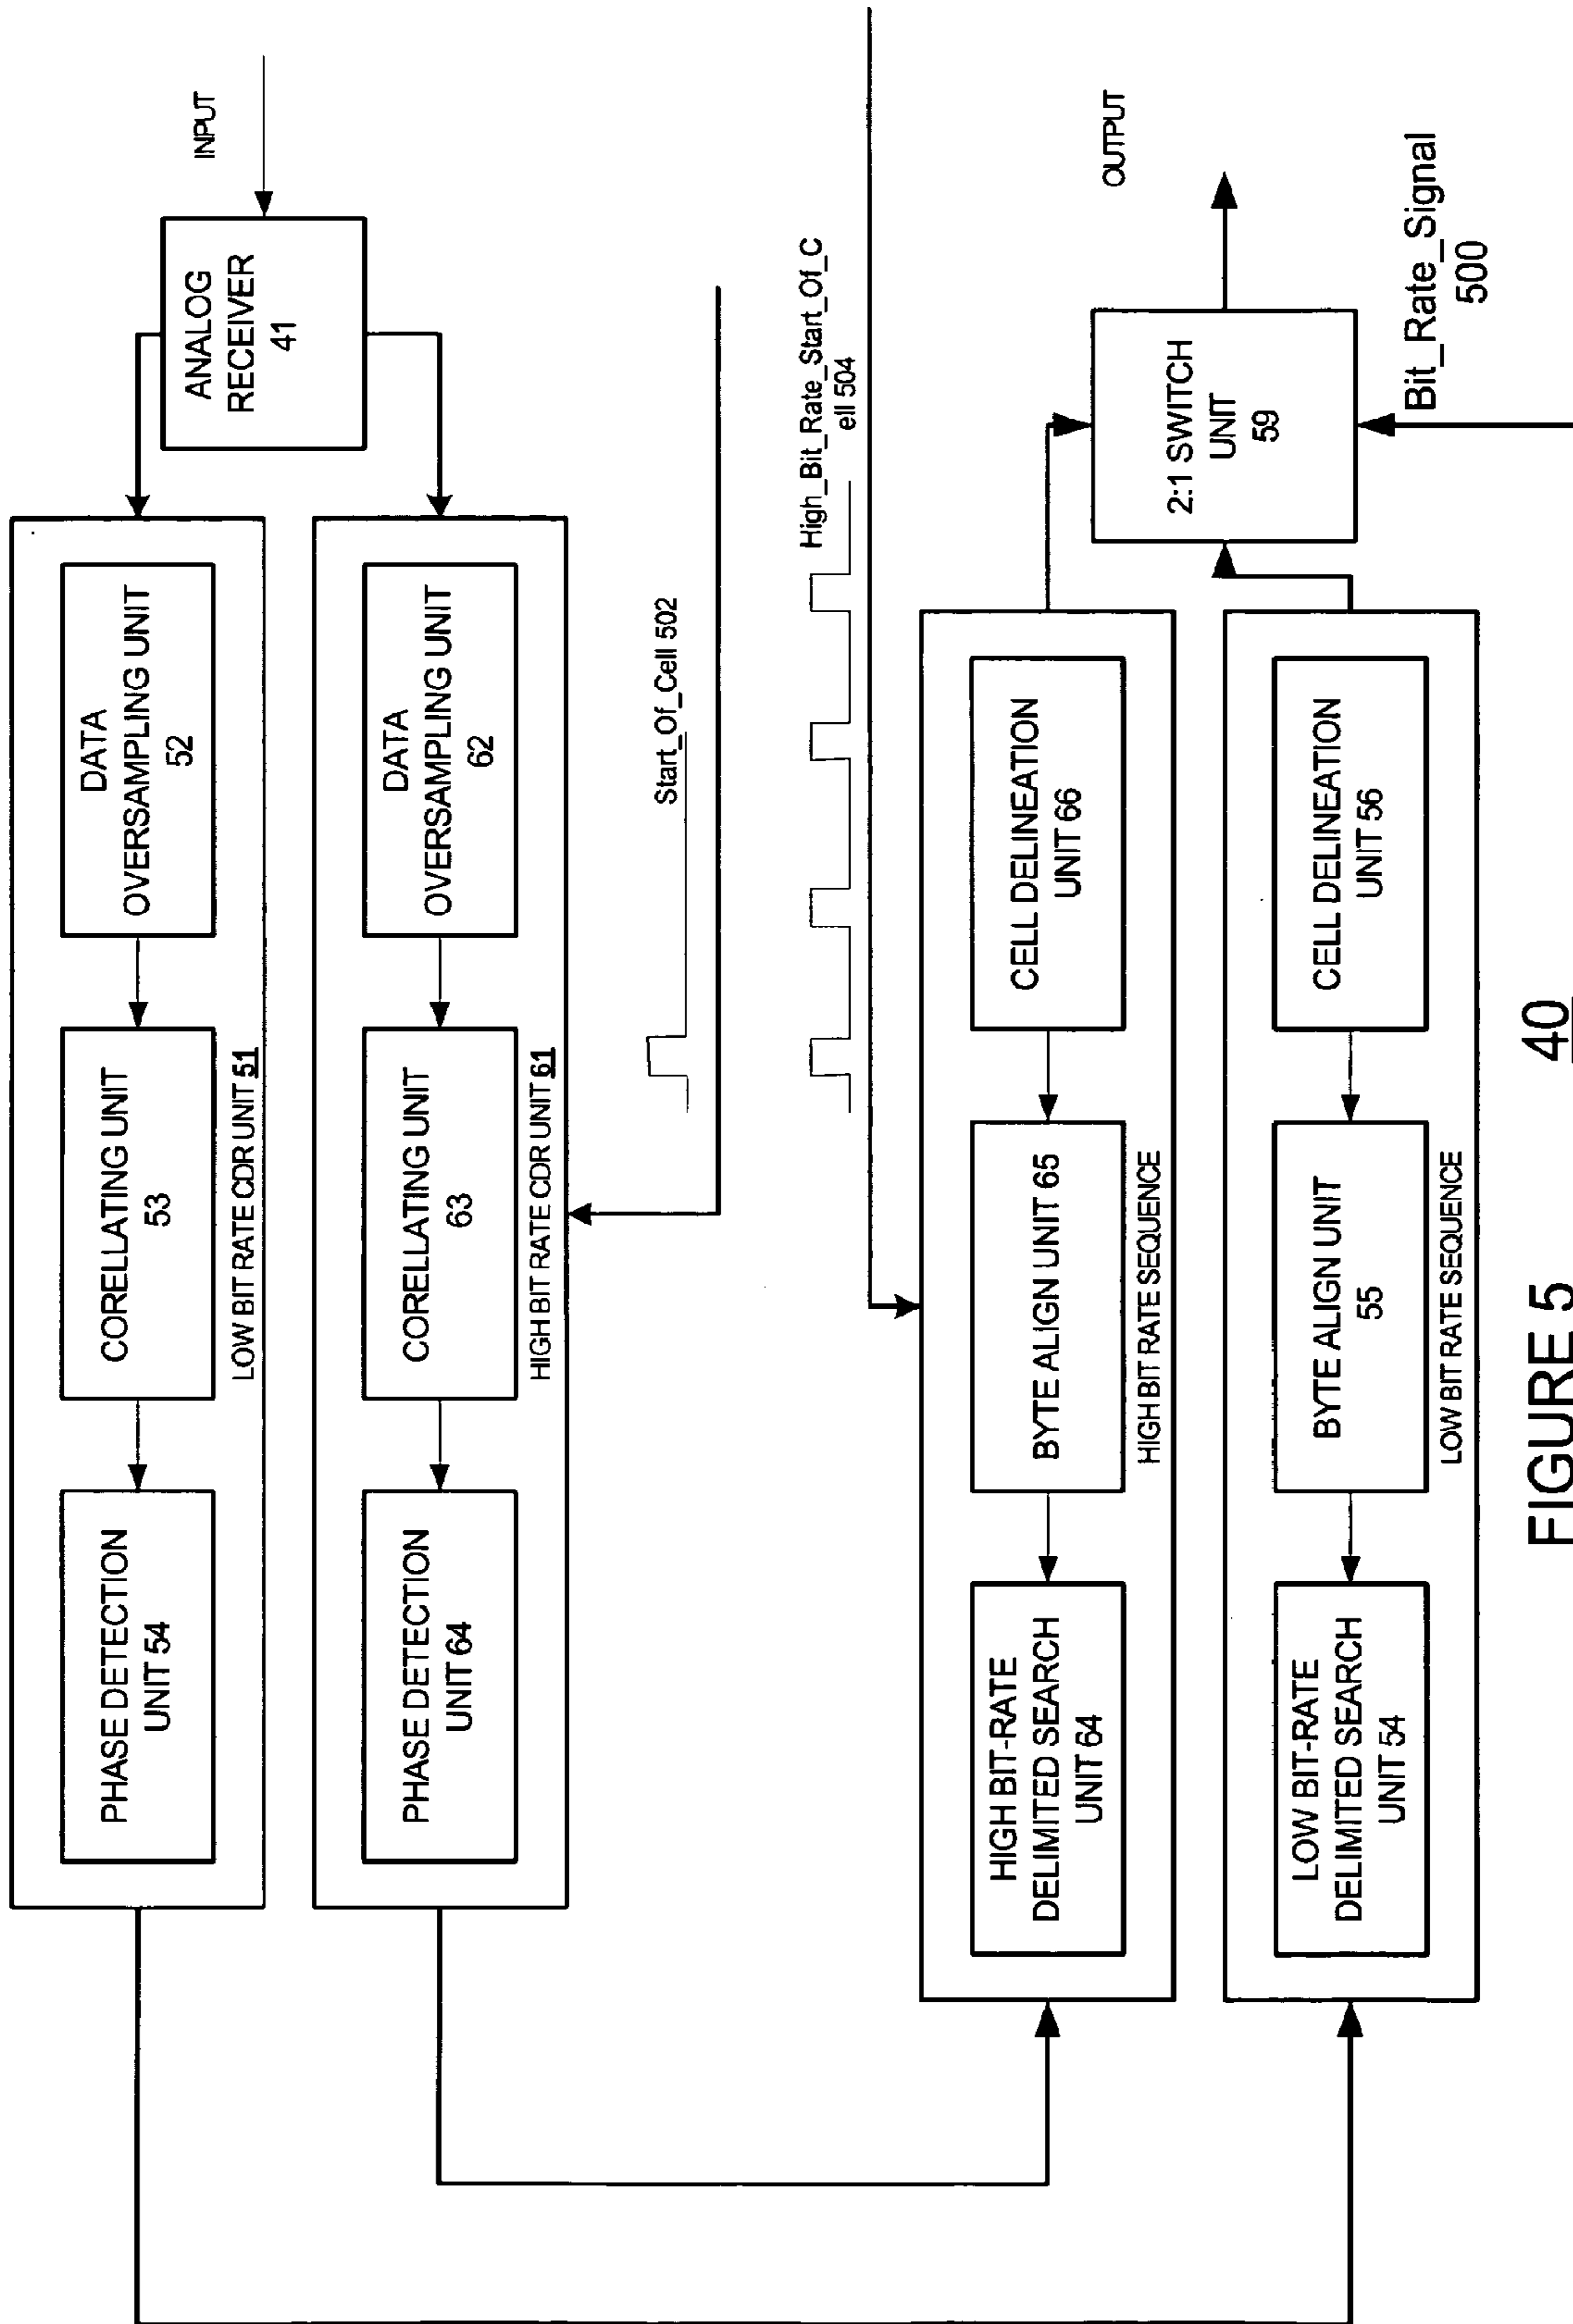 INPUT
ANALOG
RECEIVER
41
DATA
OVERSAMPLING UNIT
52
CORELLATING UNIT
53
PHASE DETECTION
UNIT 54
LOW BIT RATE CDR UNIT 51
DATA
OVERSAMPLING UNIT
62
CORELLATING UNIT
63
PHASE DETECTION
UNIT 64
HIGH BIT RATE CDR UNIT 61
Start_Of_Cell 502
High_Bit_Rate_Start_Of_C
ell 504
HIGH BIT-RATE
DELIMITED SEARCH
UNIT 64
BYTE ALIGN UNIT 65
CELL DELINEATION
UNIT 66
HIGH BIT RATE SEQUENCE
LOW BIT-RATE
DELIMITED SEARCH
UNIT 54
BYTE ALIGN UNIT
55
CELL DELINEATION
UNIT 56
LOW BIT RATE SEQUENCE
2:1 SWITCH
UNIT
59
OUTPUT
Bit_Rate_Signal
500
FIGURE 5
40